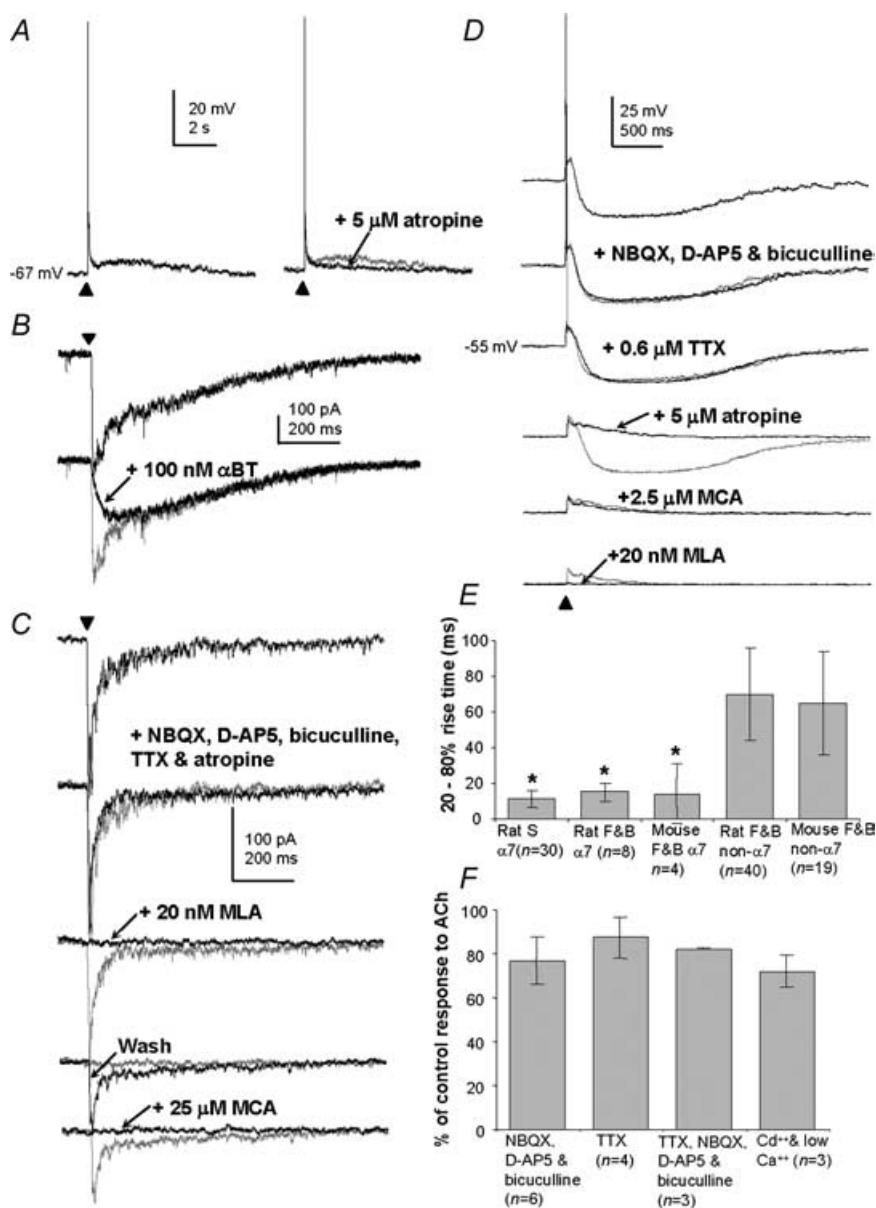 A
20 mV
2 s
+ 5 μM atropine
-67 mV
B
100 pA
200 ms
+ 100 nM αBT
C
+ NBQX, D-AP5, bicuculline,
TTX & atropine
100 pA
200 ms
+ 20 nM MLA
Wash
+ 25 μM MCA
D
25 mV
500 ms
+ NBQX, D-AP5 & bicuculline
-55 mV
+ 0.6 μM TTX
+ 5 μM atropine
+2.5 μM MCA
+20 nM MLA
E
20 - 80% rise time (ms)
100
80
60
40
20
0
*
*
*
Rat S
α7(n=30)
Rat F&B
α7 (n=8)
Mouse
F&B α7
n=4)
Rat F&B
non-α7
(n=40)
Mouse F&B
non-α7
(n=19)
F
% of control response to ACh
100
80
60
40
20
0
NBQX,
D-AP5 &
bicuculline
(n=6)
TTX
(n=4)
TTX, NBQX,
D-AP5 &
bicuculline
(n=3)
Cd++& low
Ca++ (n=3)